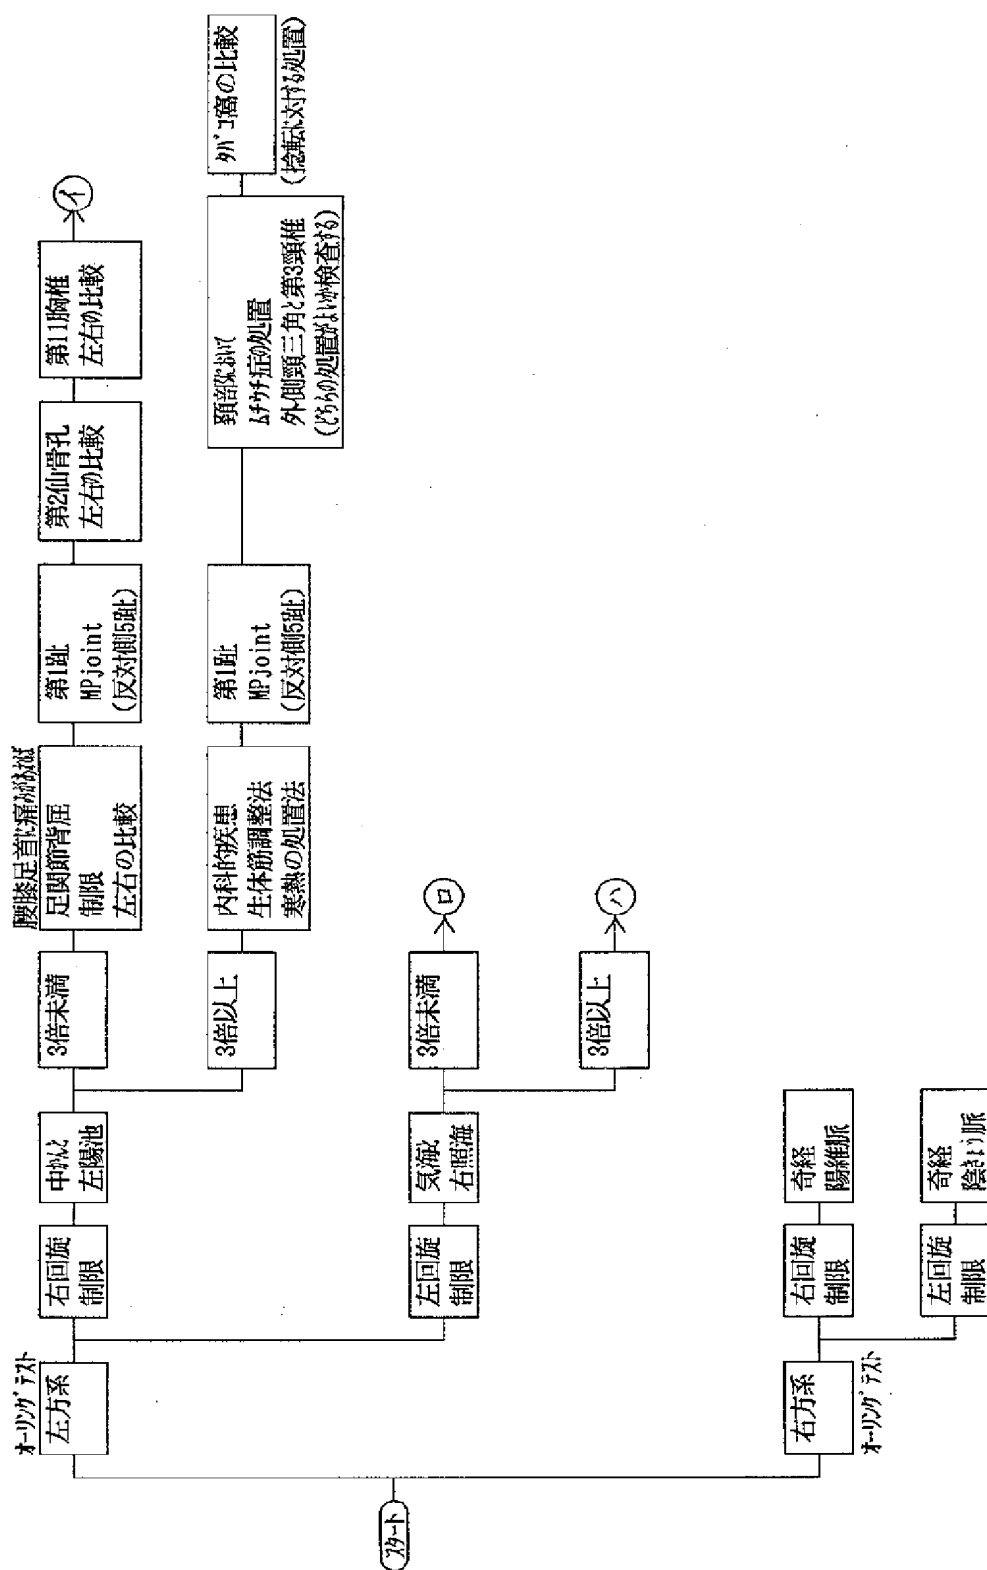 スタート
オーリングテスト
左方系
右回旋
制限
中かんと
左陽池
3倍未満
腰膝足首に痛みがあれば
足関節背屈
制限
左右の比較
第1趾
MPjoint
(反対側5趾)
第2仙骨孔
左右の比較
第11胸椎
左右の比較
イ
3倍以上
内科的疾患
生体筋調整法
寒熱の処置法
第1趾
MPjoint
(反対側5趾)
頚部において
ムチウチ症の処置
外側頚三角と第3頚椎
(どちらの処置がよいか検査する)
タバコ窩の比較
(捻転に対する処置)
左回旋
制限
気海と
右照海
3倍未満
ロ
3倍以上
ハ
右方系
オーリングテスト
右回旋
制限
奇経
陽維脈
左回旋
制限
奇経
陰きょう脈